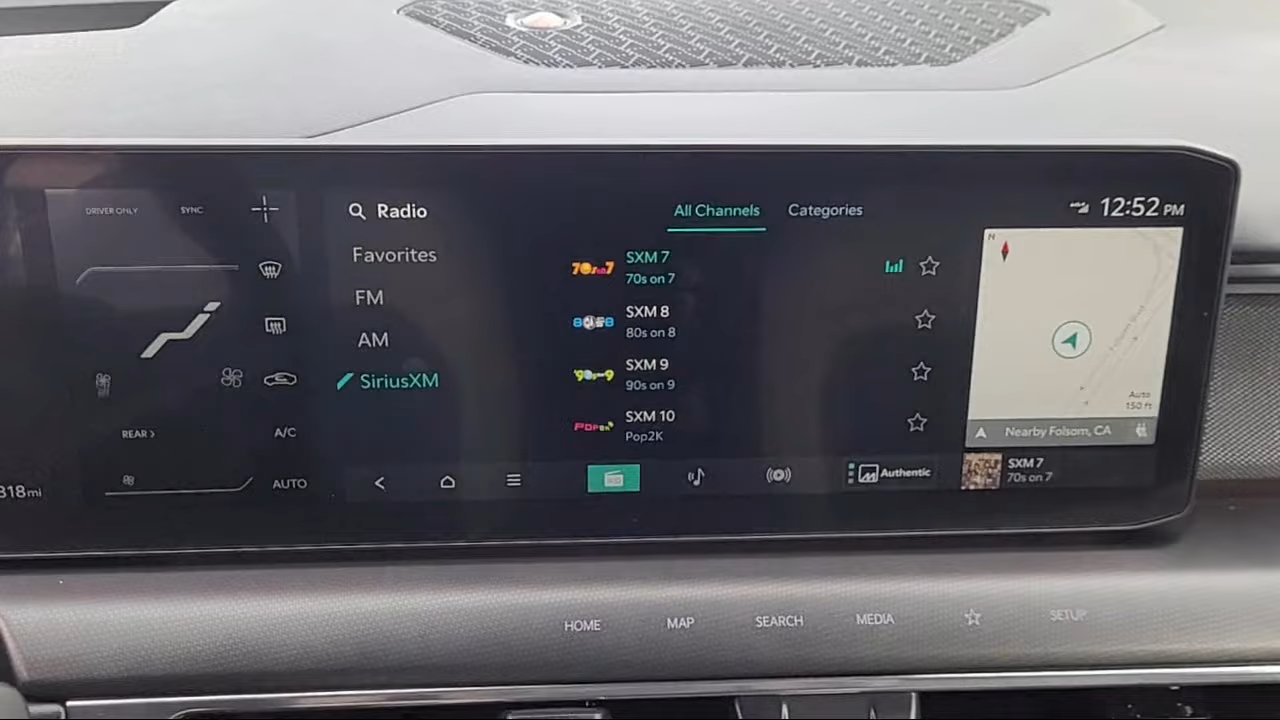 DRIVER ONLY
SYNC
REAR >
A/C
AUTO
318mi
Radio
Favorites
FM
AM
SiriusXM
All Channels
Categories
SXM 7
70s on 7
SXM 8
80s on 8
SXM 9
90s on 9
SXM 10
Pop2K
Authentic
12:52 PM
N
Auto
150 ft
Nearby Folsom, CA
SXM 7
70s on 7
HOME
MAP
SEARCH
MEDIA
SETUP